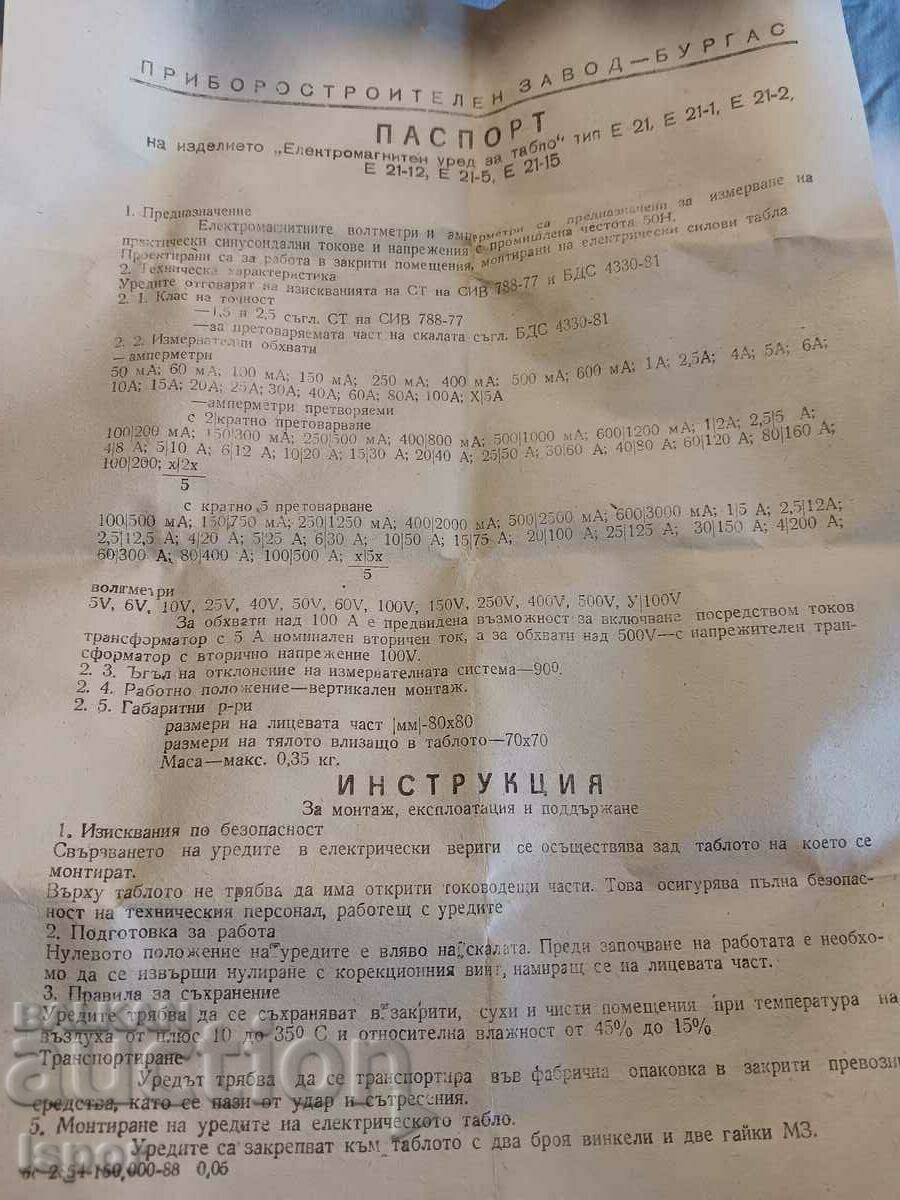 ПРИБОРОСТРОИТЕЛЕН ЗАВОД—БУРГАС
ПАСПОРТ
на изделието „Електромагнитен уред за табло" тип Е 21, Е 21-1, Е 21-2,
Е 21-12, Е 21-5, Е 21-15
1. Предназначение
Електромагнитните волтметри и амперметри са предназначени за измерване на
практически синусоидални токове и напрежения с промишлена честота 50Н.
Проектирани са за работа в закрити помещения, монтирани на електрически силови табла
2. Техническа характеристика
Уредите отговарят на изискванията на СТ на СИВ 788-77 и БДС 4330-81
2. 1. Клас на точност
—1,5 и 2,5 съгл. СТ на СИВ 788-77
—за претоваряемата част на скалата съгл. БДС 4330-81
2. 2. Измервателни обхвати
—амперметри
50 мА; 60 мА; 100 мА; 150 мА; 250 мА; 400 мА; 500 мА; 600 мА; 1А; 2,5А; 4А; 5А; 6А;
10А; 15А; 20А; 25А; 30А; 40А; 60А; 80А; 100А; Х|5А
—амперметри претворяеми
с 2|кратно претоварване
100|200 мА; 150|300 мА; 250|500 мА; 400|800 мА; 500|1000 мА; 600|1200 мА; 1|2А; 2,5|5 А;
4|8 А; 5|10 А; 6|12 А; 10|20 А; 15|30 А; 20|40 А; 25|50 А; 30|60 А; 40|80 А; 60|120 А; 80|160 А;
100|200; х|2х
5
с кратно 5 претоварване
100|500 мА; 150|750 мА; 250|1250 мА; 400|2000 мА; 500|2500 мА; 600|3000 мА; 1|5 А; 2,5|12А;
2,5|12,5 А; 4|20 А; 5|25 А; 6|30 А; 10|50 А; 15|75 А; 20|100 А; 25|125 А; 30|150 А; 4|200 А;
60|300 А; 80|400 А; 100|500 А; х|5х
5
волтметри
5V, 6V, 10V, 25V, 40V, 50V, 60V, 100V, 150V, 250V, 400V, 500V, У|100V
За обхвати над 100 А е предвидена възможност за включване посредством токов
трансформатор с 5 А номинален вторичен ток, а за обхвати над 500V—с напрежителен тран-
сформатор с вторично напрежение 100V.
2. 3. Ъгъл на отклонение на измервателната система—900.
2. 4. Работно положение—вертикален монтаж.
2. 5. Габаритни р-ри
размери на лицевата част |мм|-80х80
размери на тялото влизащо в таблото—70х70
Маса—макс. 0,35 кг.
ИНСТРУКЦИЯ
За монтаж, експлоатация и поддържане
1. Изисквания по безопасност
Свързването на уредите в електрически вериги се осъществява зад таблото на което се
монтират.
Върху таблото не трябва да има открити тоководещи части. Това осигурява пълна безопас-
ност на техническия персонал, работещ с уредите
2. Подготовка за работа
Нулевото положение на уредите е вляво на скалата. Преди започване на работата е необхо-
мо да се извърши нулиране с корекционния винт, намиращ се на лицевата част.
3. Правила за съхранение
Уредите трябва да се съхраняват в закрити, сухи и чисти помещения при температура на
въздуха от плюс 10 до 350 С и относителна влажност от 45% до 15%
Транспортиране
Уредът трябва да се транспортира във фабрична опаковка в закрити превозни
средства, като се пази от удар и сътресения.
5. Монтиране на уредите на електрическото табло.
Уредите са закрепват към таблото с два броя винкели и две гайки М3.
2.54-150,000-88 0,05
auction
Ispo